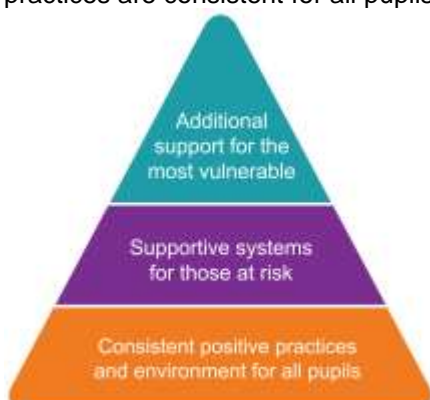 practices are consistent for all pupils
Additional
support for the
most vulnerable
Supportive systems
for those at risk
Consistent positive practices
and environment for all pupils